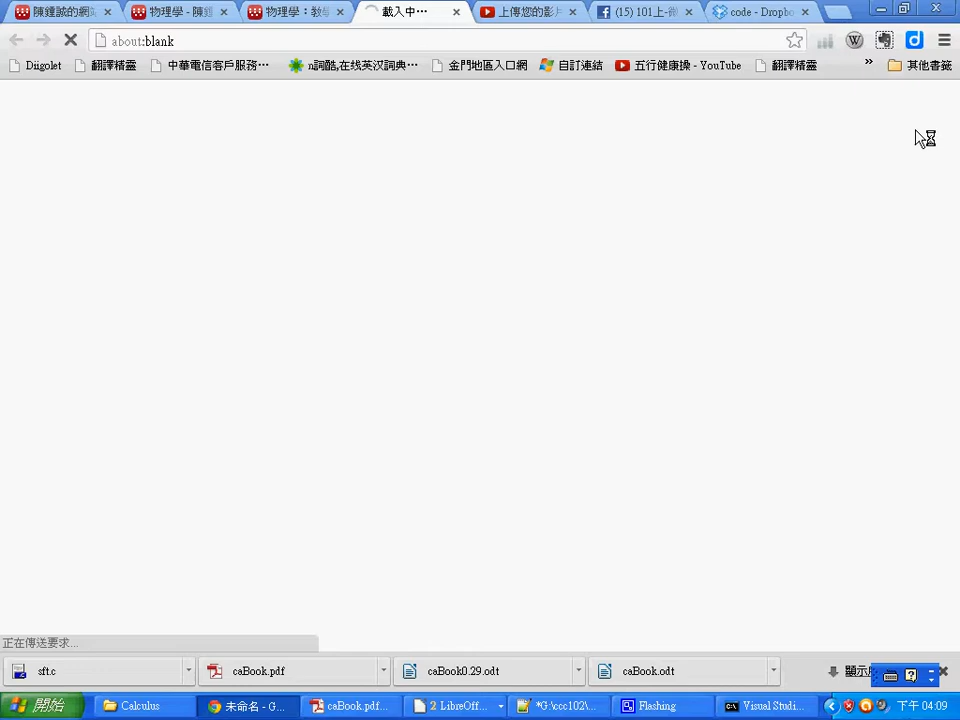 陳鍾誠的網
物理學 - 陳鍾
物理學：教學
載入中…
上傳您的影片
(15) 101上-微
code - Dropbo
about:blank
Diigolet
翻譯精靈
中華電信客戶服務…
n詞酷,在线英汉詞典…
金門地區入口網
自訂連結
五行健康操 - YouTube
翻譯精靈
»
其他書籤
正在傳送要求...
sft.c
caBook.pdf
caBook0.29.odt
caBook.odt
開始
Calculus
未命名 - G...
caBook.pdf...
2 LibreOff...
*G:\ccc102\...
Flashing
Visual Studi...
下午 04:09